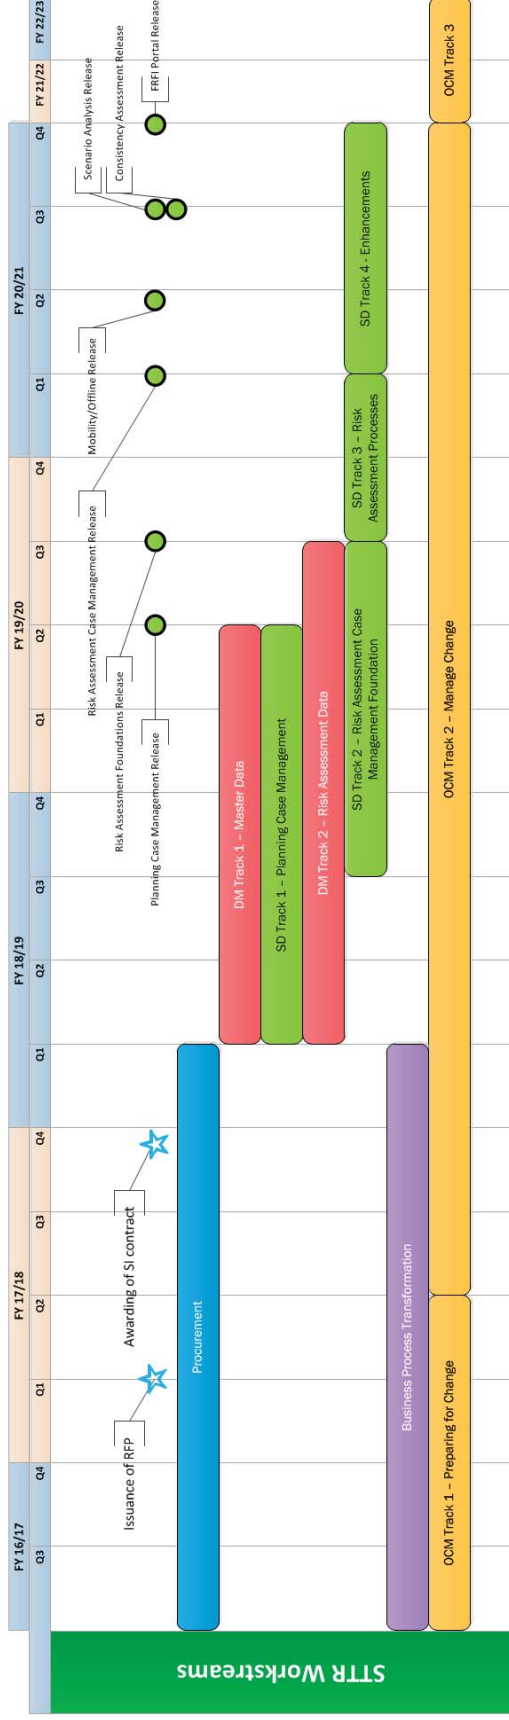 FY 16/17
FY 17/18
FY 18/19
FY 19/20
FY 20/21
FY 21/22
FY 22/23
Q3
Q4
Q1
Q2
Q3
Q4
Q1
Q2
Q3
Q4
Q1
Q2
Q3
Q4
Q1
Q2
Q3
Q4
STTR Workstreams
Issuance of RFP
Awarding of SI contract
Planning Case Management Release
Risk Assessment Foundations Release
Risk Assessment Case Management Release
Mobility/Offline Release
Scenario Analysis Release
Consistency Assessment Release
FRFI Portal Release
Procurement
DM Track 1 – Master Data
SD Track 1 – Planning Case Management
DM Track 2 – Risk Assessment Data
SD Track 2 – Risk Assessment Case
Management Foundation
SD Track 3 – Risk
Assessment Processes
SD Track 4 - Enhancements
Business Process Transformation
OCM Track 1 – Preparing for Change
OCM Track 2 – Manage Change
OCM Track 3